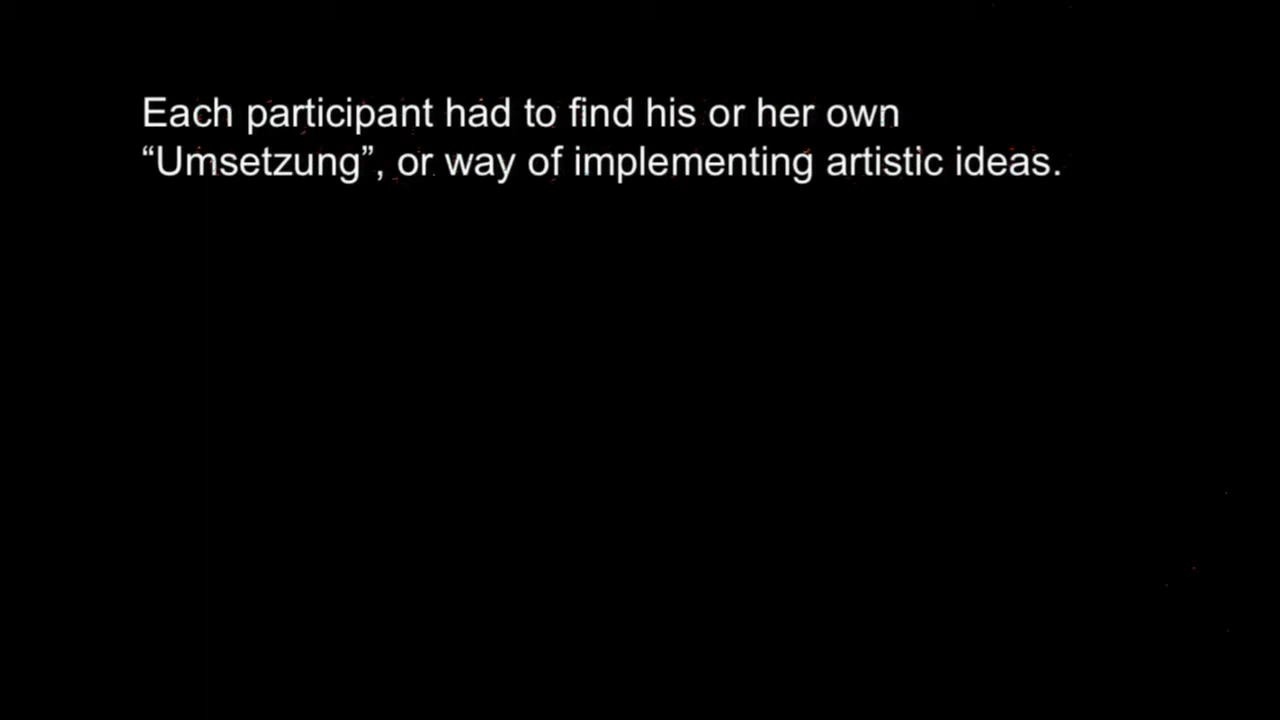 Each participant had to find his or her own
“Umsetzung”, or way of implementing artistic ideas.